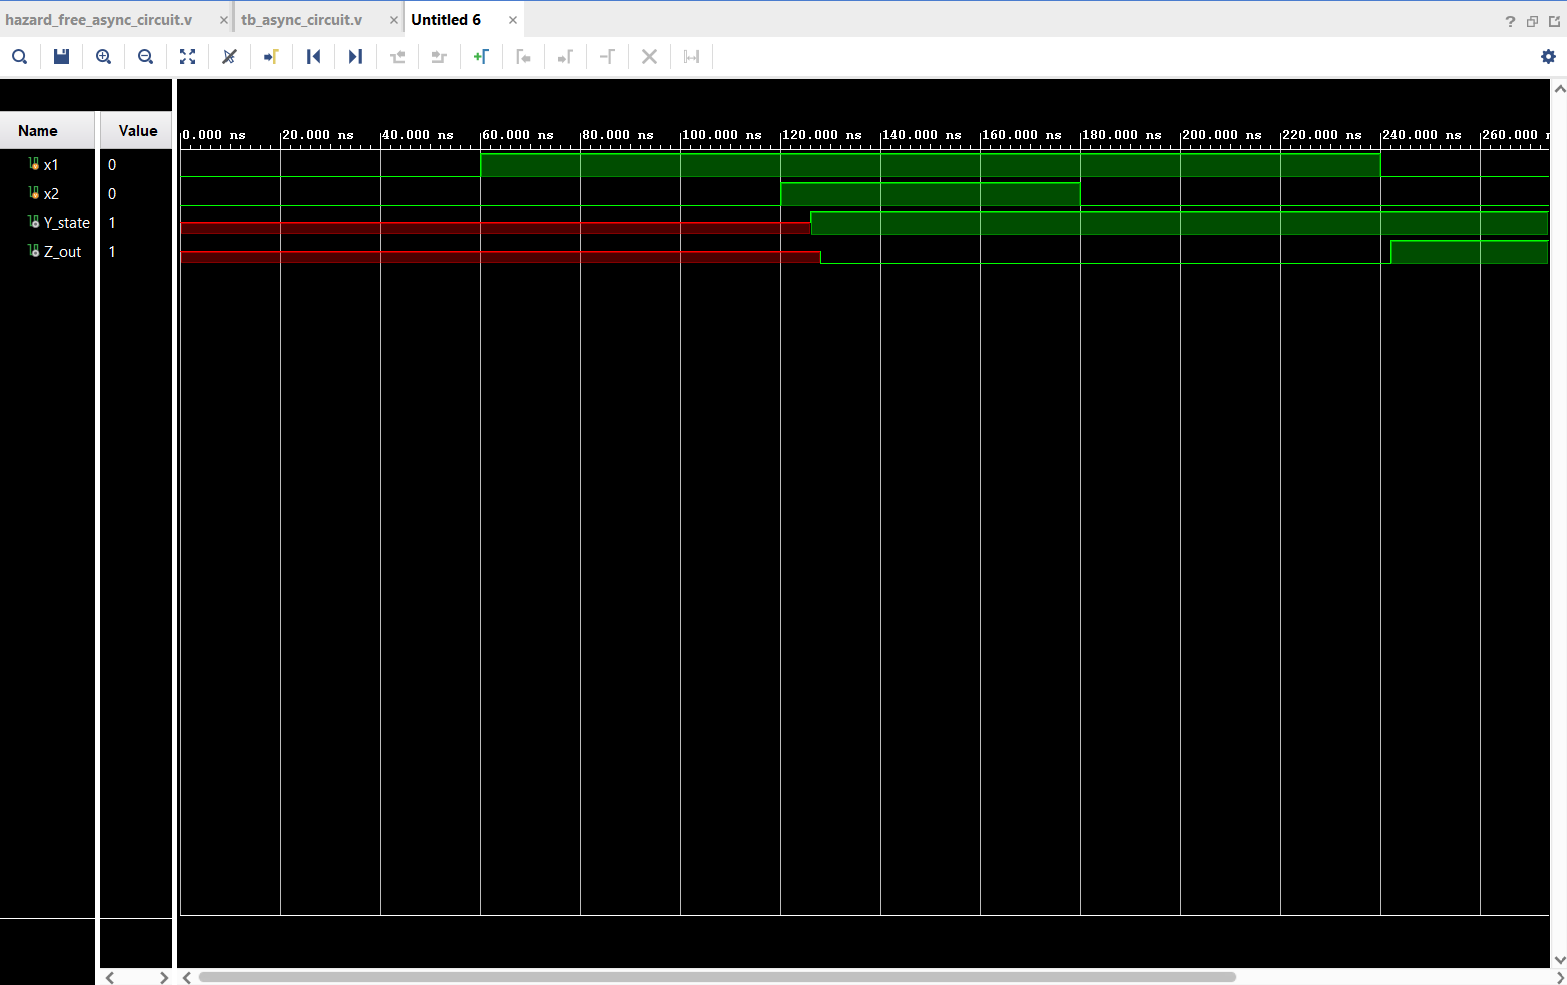 hazard_free_async_circuit.v × tb_async_circuit.v × Untitled 6 ×
?
Name Value
0.000 ns 20.000 ns 40.000 ns 60.000 ns 80.000 ns 100.000 ns 120.000 ns 140.000 ns 160.000 ns 180.000 ns 200.000 ns 220.000 ns 240.000 ns 260.000 n
x1 0
x2 0
Y_state 1
Z_out 1